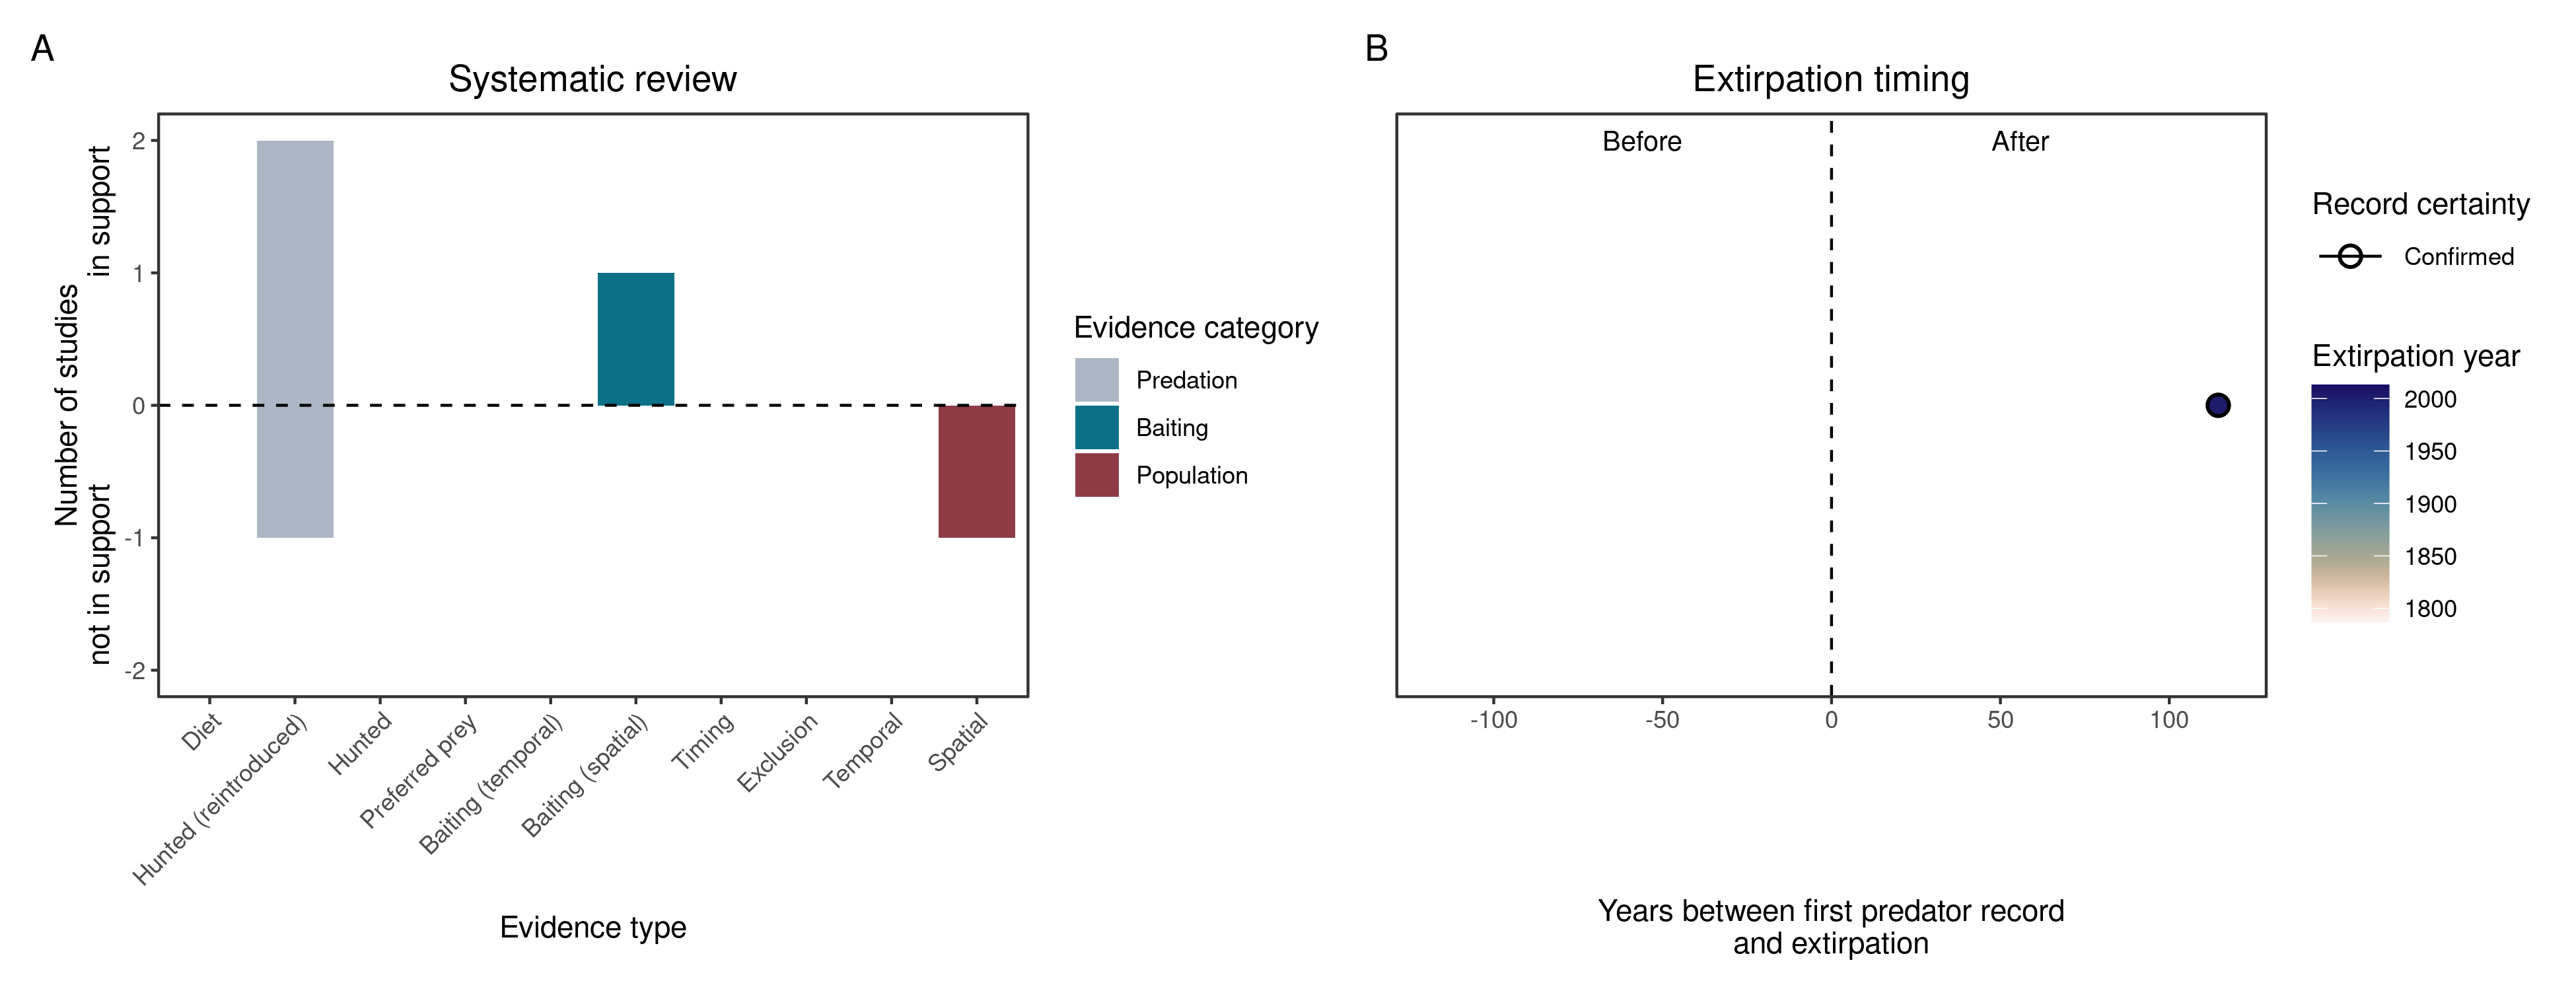 A
Systematic review
Number of studies
in support
not in support
2
1
0
-1
-2
Diet
Hunted (reintroduced)
Hunted
Preferred prey
Baiting (temporal)
Baiting (spatial)
Timing
Exclusion
Temporal
Spatial
Evidence type
Evidence category
Predation
Baiting
Population
B
Extirpation timing
Before
After
-100
-50
0
50
100
Years between first predator record
and extirpation
Record certainty
Confirmed
Extirpation year
2000
1950
1900
1850
1800